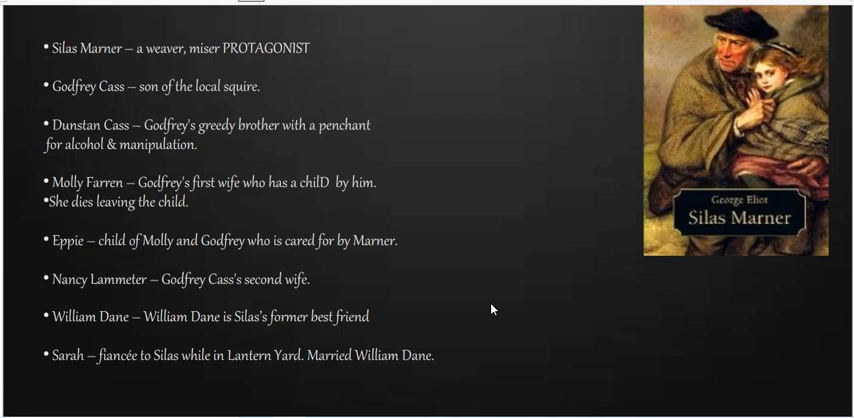 • Silas Marner – a weaver, miser PROTAGONIST
• Godfrey Cass – son of the local squire.
• Dunstan Cass – Godfrey's greedy brother with a penchant
for alcohol & manipulation.
• Molly Farren – Godfrey's first wife who has a chilD  by him.
•She dies leaving the child.
• Eppie – child of Molly and Godfrey who is cared for by Marner.
• Nancy Lammeter – Godfrey Cass's second wife.
• William Dane – William Dane is Silas's former best friend
• Sarah – fiancée to Silas while in Lantern Yard. Married William Dane.
George Eliot
Silas Marner